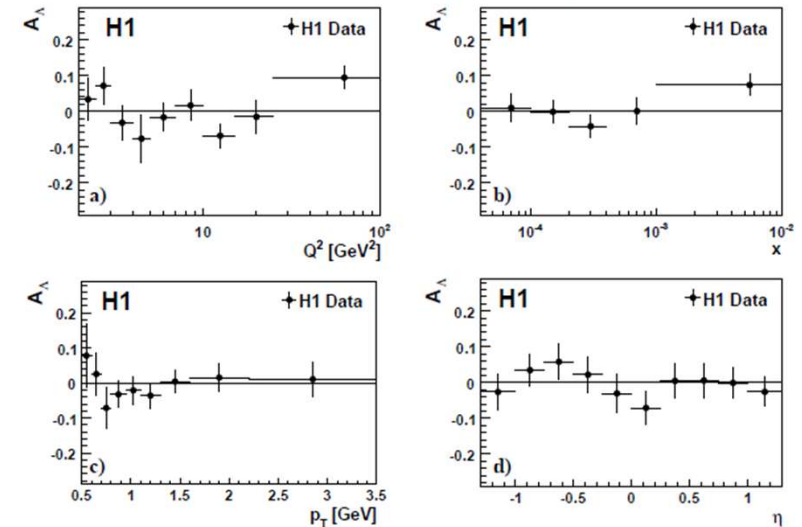 A_Λ
H1
H1 Data
0.2
0.1
0
-0.1
-0.2
a)
10
10²
Q² [GeV²]
A_Λ
H1
H1 Data
0.2
0.1
0
-0.1
-0.2
b)
10⁻⁴
10⁻³
10⁻²
x
A_Λ
H1
H1 Data
0.2
0.1
0
-0.1
-0.2
c)
0.5
1
1.5
2
2.5
3
3.5
p_T [GeV]
A_Λ
H1
H1 Data
0.2
0.1
0
-0.1
-0.2
d)
-1
-0.5
0
0.5
1
η